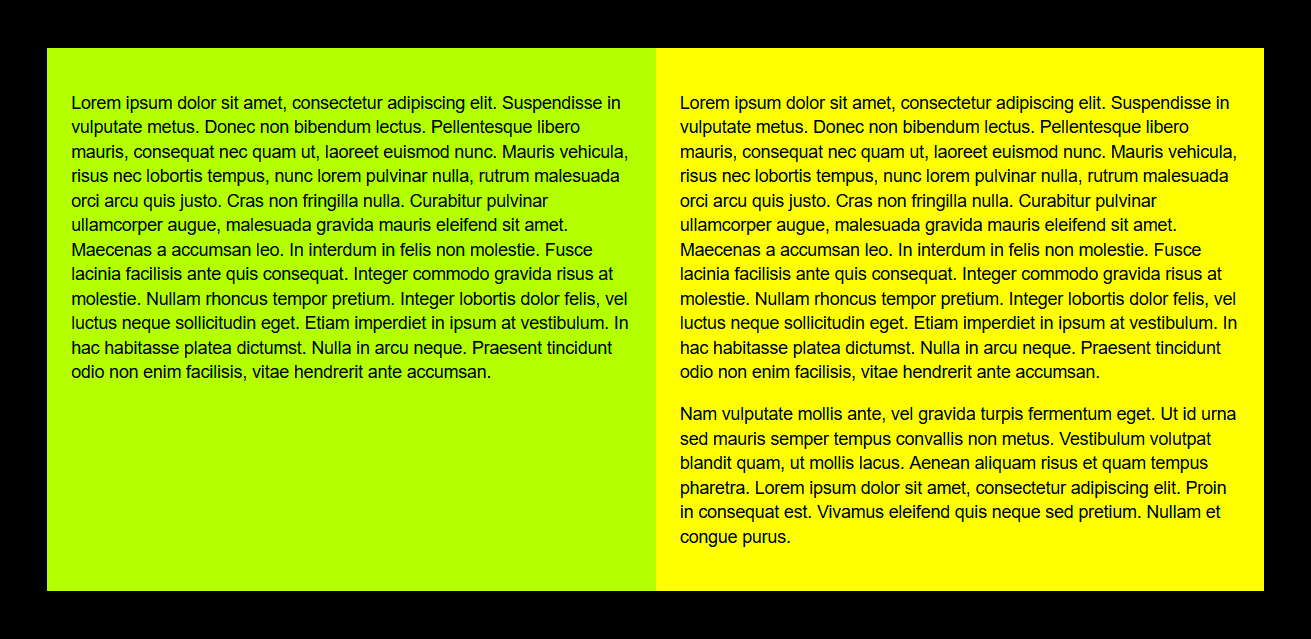 Lorem ipsum dolor sit amet, consectetur adipiscing elit. Suspendisse in
vulputate metus. Donec non bibendum lectus. Pellentesque libero
mauris, consequat nec quam ut, laoreet euismod nunc. Mauris vehicula,
risus nec lobortis tempus, nunc lorem pulvinar nulla, rutrum malesuada
orci arcu quis justo. Cras non fringilla nulla. Curabitur pulvinar
ullamcorper augue, malesuada gravida mauris eleifend sit amet.
Maecenas a accumsan leo. In interdum in felis non molestie. Fusce
lacinia facilisis ante quis consequat. Integer commodo gravida risus at
molestie. Nullam rhoncus tempor pretium. Integer lobortis dolor felis, vel
luctus neque sollicitudin eget. Etiam imperdiet in ipsum at vestibulum. In
hac habitasse platea dictumst. Nulla in arcu neque. Praesent tincidunt
odio non enim facilisis, vitae hendrerit ante accumsan.
Lorem ipsum dolor sit amet, consectetur adipiscing elit. Suspendisse in
vulputate metus. Donec non bibendum lectus. Pellentesque libero
mauris, consequat nec quam ut, laoreet euismod nunc. Mauris vehicula,
risus nec lobortis tempus, nunc lorem pulvinar nulla, rutrum malesuada
orci arcu quis justo. Cras non fringilla nulla. Curabitur pulvinar
ullamcorper augue, malesuada gravida mauris eleifend sit amet.
Maecenas a accumsan leo. In interdum in felis non molestie. Fusce
lacinia facilisis ante quis consequat. Integer commodo gravida risus at
molestie. Nullam rhoncus tempor pretium. Integer lobortis dolor felis, vel
luctus neque sollicitudin eget. Etiam imperdiet in ipsum at vestibulum. In
hac habitasse platea dictumst. Nulla in arcu neque. Praesent tincidunt
odio non enim facilisis, vitae hendrerit ante accumsan.
Nam vulputate mollis ante, vel gravida turpis fermentum eget. Ut id urna
sed mauris semper tempus convallis non metus. Vestibulum volutpat
blandit quam, ut mollis lacus. Aenean aliquam risus et quam tempus
pharetra. Lorem ipsum dolor sit amet, consectetur adipiscing elit. Proin
in consequat est. Vivamus eleifend quis neque sed pretium. Nullam et
congue purus.